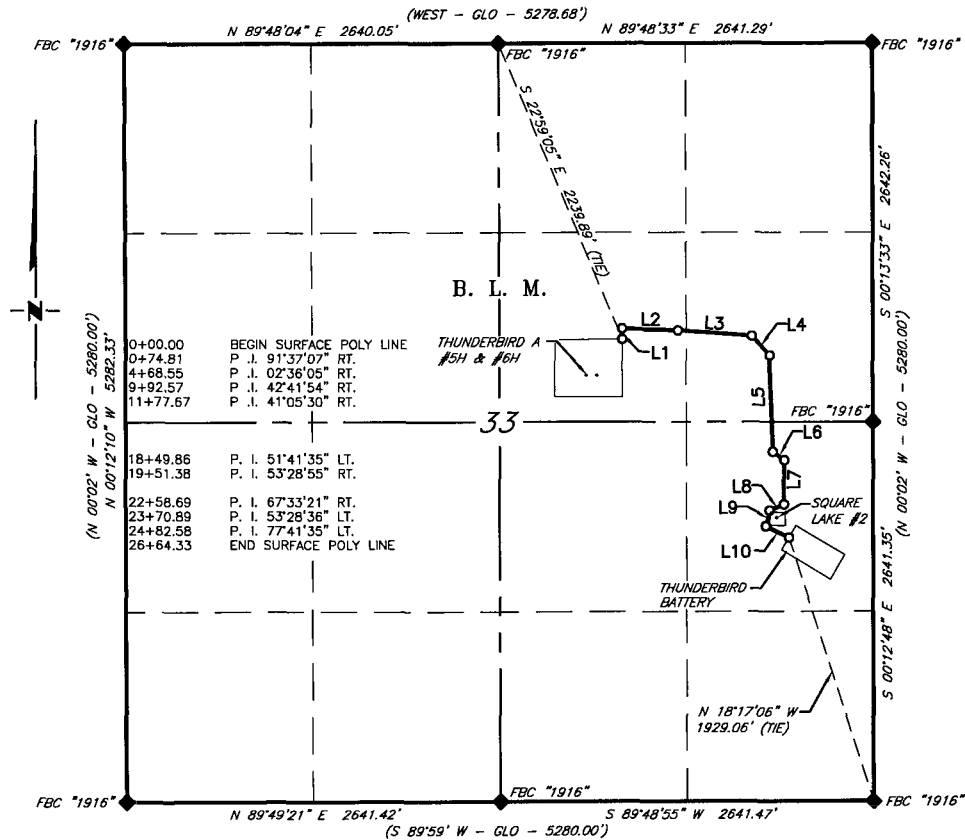 (WEST - GLO - 5278.68')
N 89°48'04" E 2640.05'
N 89°48'33" E 2641.29'
FBC "1916"
FBC "1916"
FBC "1916"
S 22°59'05" E 2239.89' (TIE)
S 00°13'33" E 2642.26'
N
B. L. M.
L2
L3
L4
L1
THUNDERBIRD A
#5H & #6H
0+00.00 BEGIN SURFACE POLY LINE
0+74.81 P .I. 91°37'07" RT.
4+68.55 P .I. 02°36'05" RT.
9+92.57 P .I. 42°41'54" RT.
11+77.67 P .I. 41°05'30" RT.
18+49.86 P. I. 51°41'35" LT.
19+51.38 P. I. 53°28'55" RT.
22+58.69 P. I. 67°33'21" RT.
23+70.89 P. I. 53°28'36" LT.
24+82.58 P. I. 77°41'35" LT.
26+64.33 END SURFACE POLY LINE
(N 00°02' W - GLO - 5280.00')
N 00°12'10" W 5282.33'
L5
33
FBC "1916"
(N 00°02' W - GLO - 5280.00')
L6
L7
L8
L9
SQUARE
LAKE #2
L10
THUNDERBIRD
BATTERY
S 00°12'48" E 2641.35'
N 18°17'06" W
1929.06' (TIE)
FBC "1916"
FBC "1916"
FBC "1916"
N 89°49'21" E 2641.42'
S 89°48'55" W 2641.47'
(S 89°59' W - GLO - 5280.00')